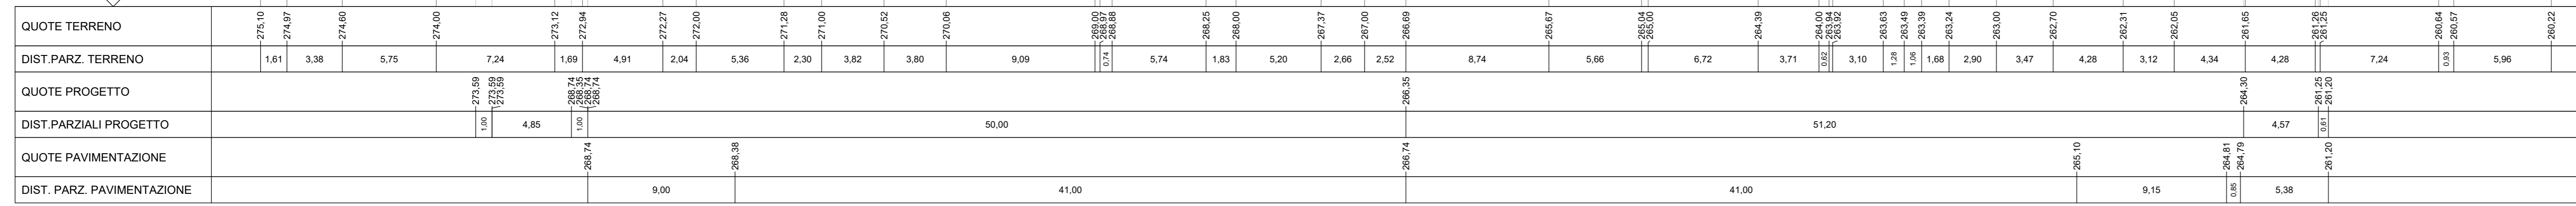 QUOTE TERRENO 275,10 274,97 274,60 274,00 273,12 272,94 272,27 272,00 271,28 271,00 270,52 270,06 269,00 268,97 268,88 268,25 268,00 267,37 267,00 266,69 265,67 265,04 265,00 264,39 264,00 263,94 263,92 263,63 263,49 263,39 263,24 263,00 262,70 262,31 262,05 261,65 261,26 261,25 260,64 260,57 260,22
DIST.PARZ. TERRENO 1,61 3,38 5,75 7,24 1,69 4,91 2,04 5,36 2,30 3,82 3,80 9,09 0,74 5,74 1,83 5,20 2,66 2,52 8,74 5,66 6,72 3,71 0,62 3,10 1,28 1,06 1,68 2,90 3,47 4,28 3,12 4,34 4,28 7,24 0,93 5,96
QUOTE PROGETTO 273,59 273,59 273,59 268,74 268,35 268,74 268,74 266,35 264,30 261,25 261,20
DIST.PARZIALI PROGETTO 1,00 4,85 1,00 50,00 51,20 4,57 0,61
QUOTE PAVIMENTAZIONE 268,74 268,38 266,74 265,10 264,81 264,79 261,20
DIST. PARZ. PAVIMENTAZIONE 9,00 41,00 41,00 9,15 0,85 5,38